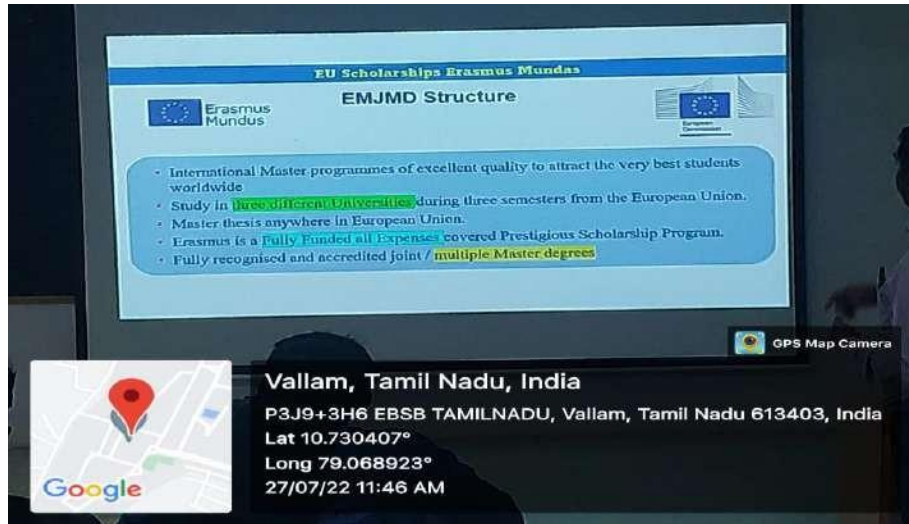 EU Scholarships Erasmus Mundas
Erasmus
Mundus
EMJMD Structure
European
Commission
• International Master programmes of excellent quality to attract the very best students
worldwide
• Study in three different Universities during three semesters from the European Union.
• Master thesis anywhere in European Union.
• Erasmus is a Fully Funded all Expenses covered Prestigious Scholarship Program.
• Fully recognised and accredited joint / multiple Master degrees
GPS Map Camera
Vallam, Tamil Nadu, India
P3J9+3H6 EBSB TAMILNADU, Vallam, Tamil Nadu 613403, India
Lat 10.730407°
Long 79.068923°
27/07/22 11:46 AM
Google